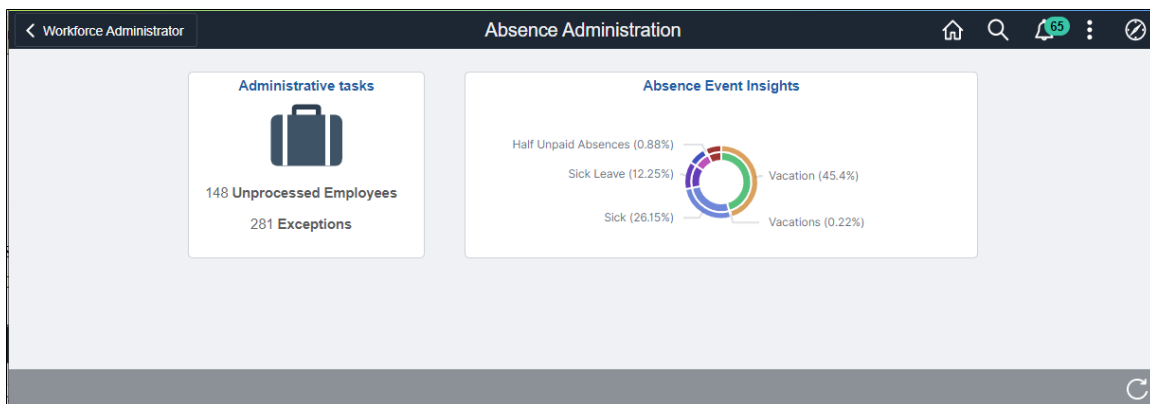 Workforce Administrator
Absence Administration
65
Administrative tasks
148 Unprocessed Employees
281 Exceptions
Absence Event Insights
Half Unpaid Absences (0.88%)
Sick Leave (12.25%)
Vacation (45.4%)
Sick (26.15%)
Vacations (0.22%)